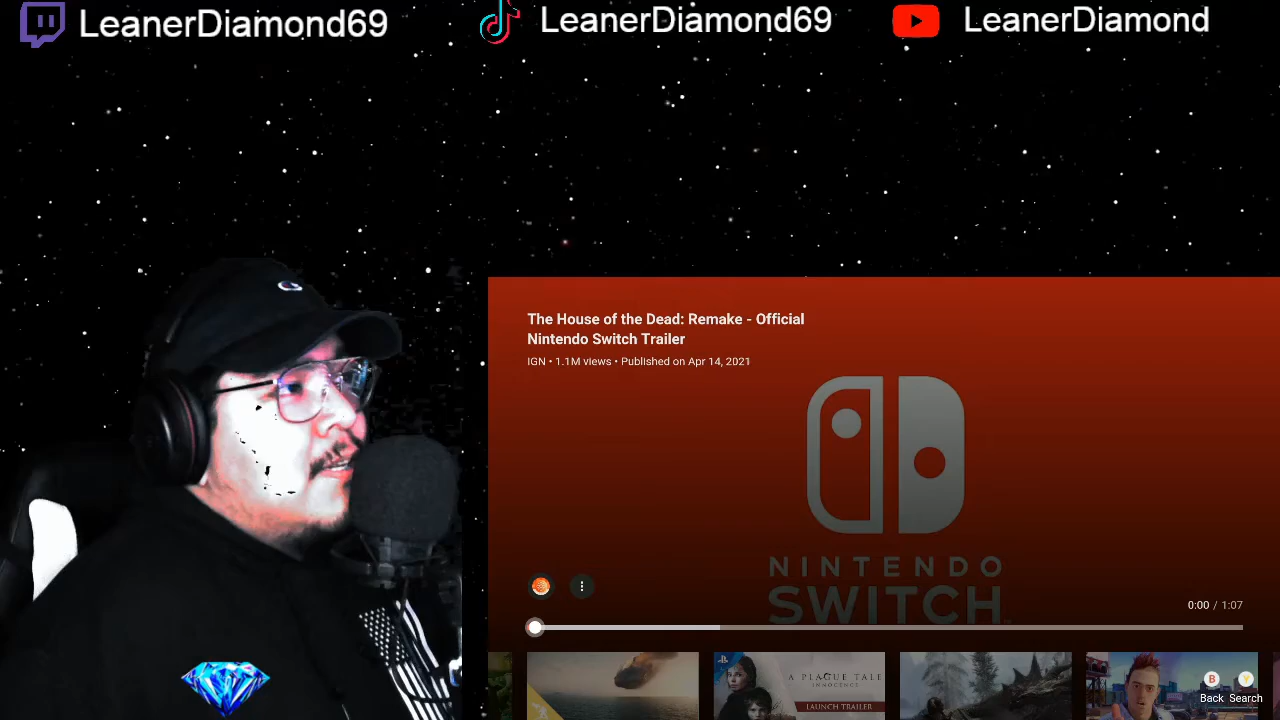 LeanerDiamond69 LeanerDiamond69 LeanerDiamond
The House of the Dead: Remake - Official
Nintendo Switch Trailer
IGN • 1.1M views • Published on Apr 14, 2021
NINTENDO
SWITCH
0:00 / 1:07
A PLAGUE TALE
INNOCENCE
LAUNCH TRAILER
B Y
Back Search